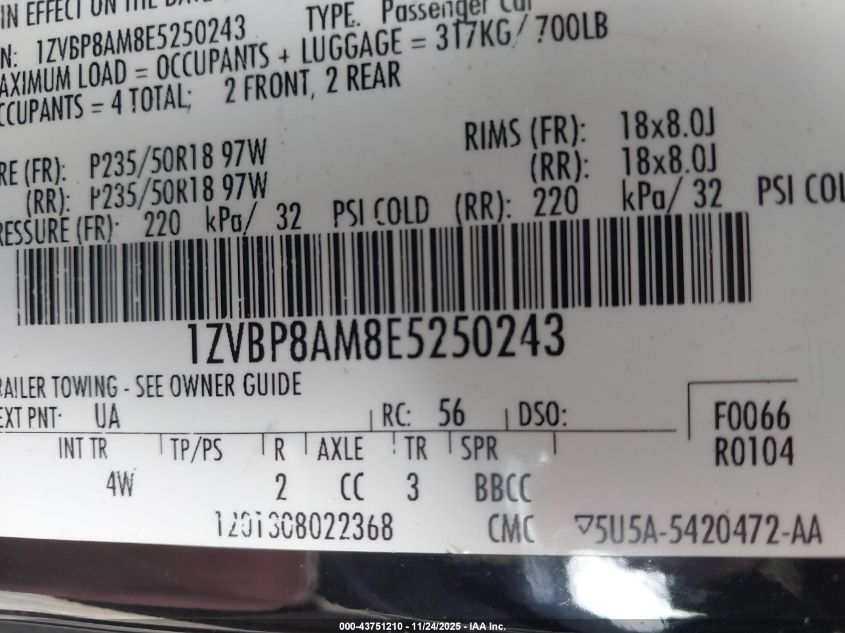 IN EFFECT ON THE DATE
N: 1ZVBP8AM8E5250243 TYPE. Passenger Car
AXIMUM LOAD = OCCUPANTS + LUGGAGE = 317KG/ 700LB
CCUPANTS = 4 TOTAL; 2 FRONT, 2 REAR
RE (FR): P235/50R18 97W RIMS (FR): 18x8.0J
(RR): P235/50R18 97W (RR): 18x8.0J
RESSURE (FR): 220 kPa/ 32 PSI COLD (RR): 220 kPa/ 32 PSI COL
1ZVBP8AM8E5250243
RAILER TOWING - SEE OWNER GUIDE
EXT PNT: UA RC: 56 DSO: F0066
INT TR TP/PS R AXLE TR SPR R0104
4W 2 CC 3 BBCC
1201308022368 CMC ▽5U5A-5420472-AA
000-43751210 - 11/24/2025 - IAA Inc.